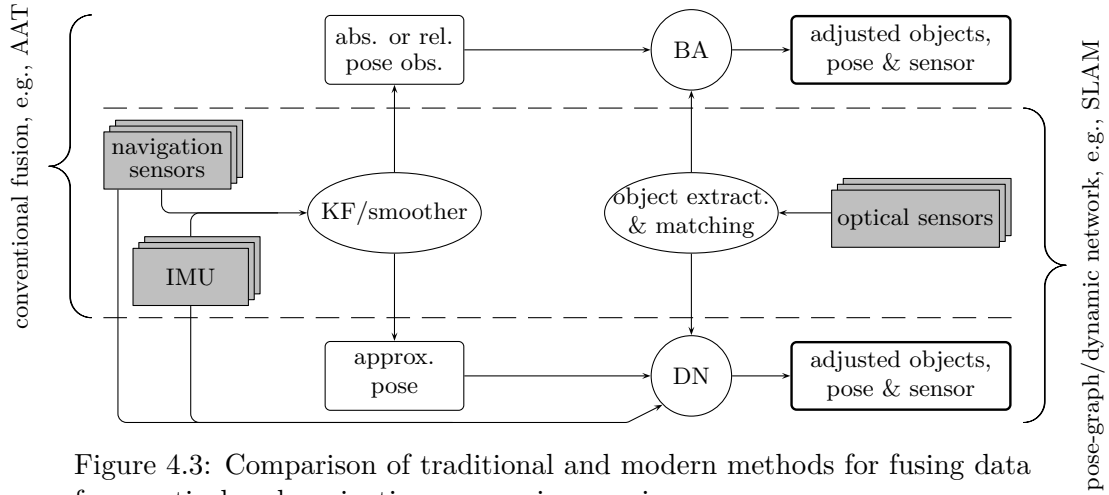 conventional fusion, e.g., AAT
abs. or rel.
pose obs.
BA
adjusted objects,
pose & sensor
navigation
sensors
KF/smoother
object extract.
& matching
optical sensors
IMU
approx.
pose
DN
adjusted objects,
pose & sensor
pose-graph/dynamic network, e.g., SLAM
Figure 4.3: Comparison of traditional and modern methods for fusing data